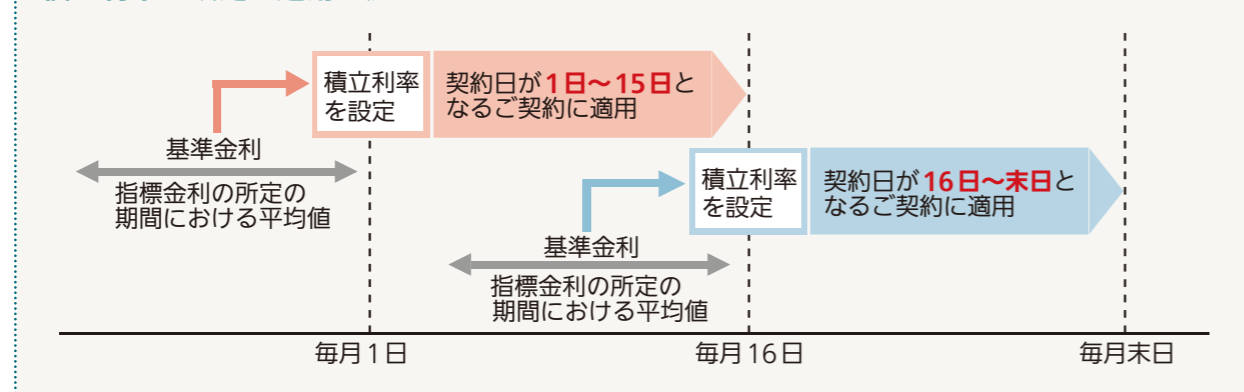 積立利率
を設定
契約日が1日～15日と
なるご契約に適用
基準金利
指標金利の所定の
期間における平均値
積立利率
を設定
契約日が16日～末日と
なるご契約に適用
基準金利
指標金利の所定の
期間における平均値
毎月1日
毎月16日
毎月末日